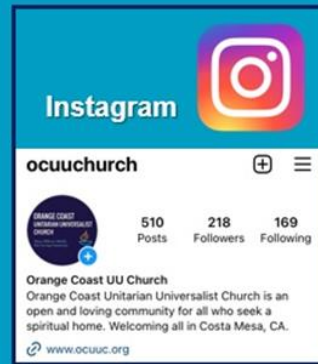 Instagram
ocuuchurch
ORANGE COAST
UNITARIAN UNIVERSALIST
CHURCH
510 218 169
Posts Followers Following
Orange Coast UU Church
Orange Coast Unitarian Universalist Church is an
open and loving community for all who seek a
spiritual home. Welcoming all in Costa Mesa, CA.
www.ocuuc.org